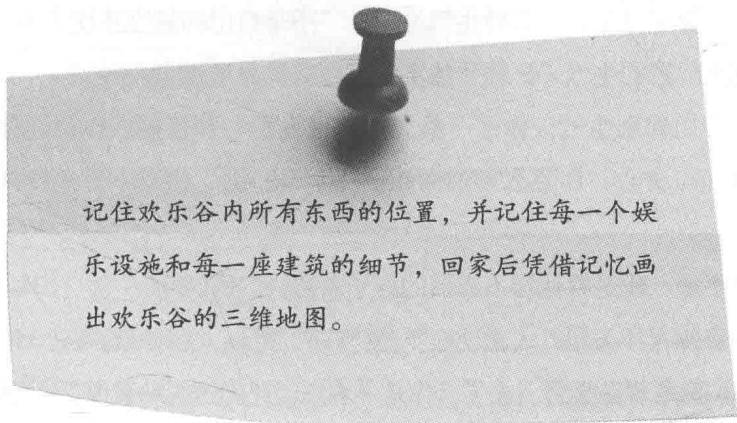 记住欢乐谷内所有东西的位置，并记住每一个娱
乐设施和每一座建筑的细节，回家后凭借记忆画
出欢乐谷的三维地图。